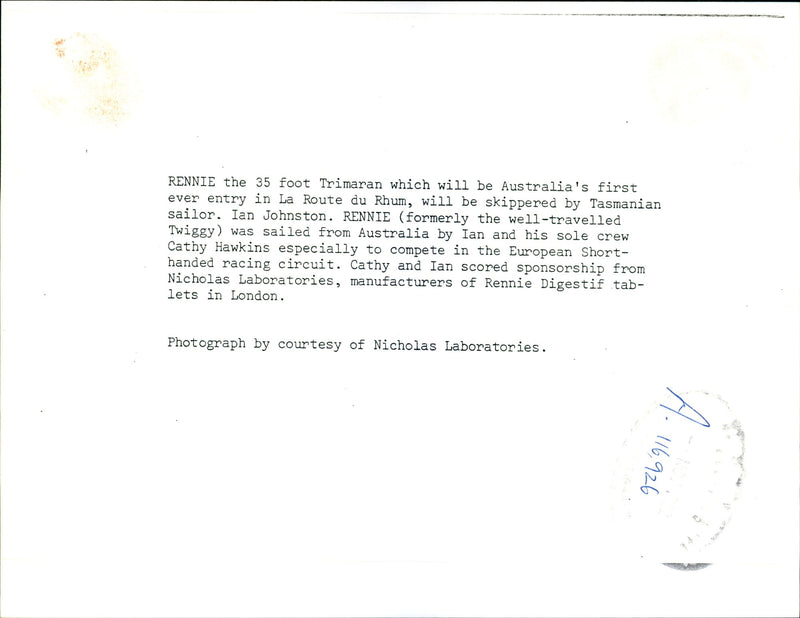 RENNIE the 35 foot Trimaran which will be Australia's first
ever entry in La Route du Rhum, will be skippered by Tasmanian
sailor. Ian Johnston. RENNIE (formerly the well-travelled
Twiggy) was sailed from Australia by Ian and his sole crew
Cathy Hawkins especially to compete in the European Short-
handed racing circuit. Cathy and Ian scored sponsorship from
Nicholas Laboratories, manufacturers of Rennie Digestif tab-
lets in London.
Photograph by courtesy of Nicholas Laboratories.
A. 116,926